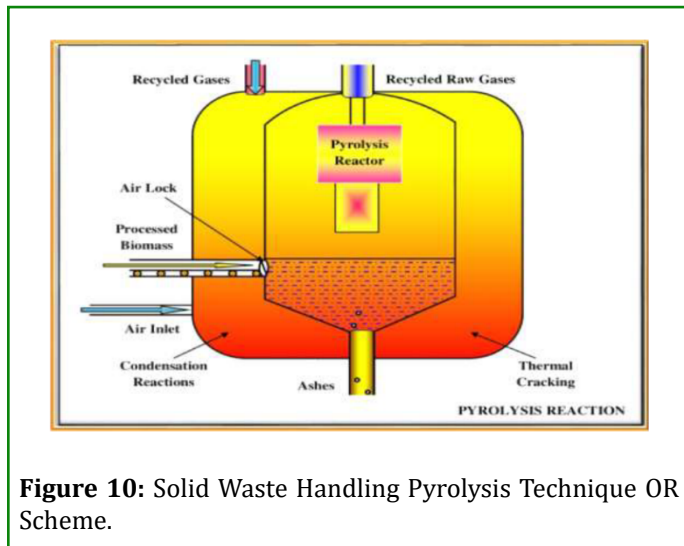 Recycled Gases
Recycled Raw Gases
Pyrolysis
Reactor
Air Lock
Processed
Biomass
Air Inlet
Condensation
Reactions
Ashes
Thermal
Cracking
PYROLYSIS REACTION
Figure 10: Solid Waste Handling Pyrolysis Technique OR
Scheme.